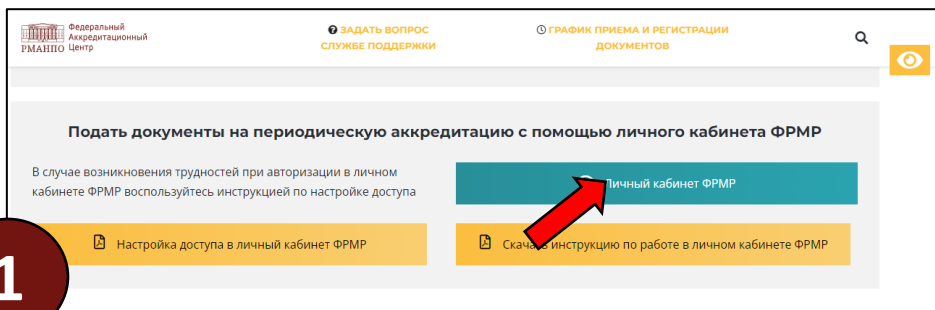 Федеральный
Аккредитационный
РМАНПО Центр
ЗАДАТЬ ВОПРОС
СЛУЖБЕ ПОДДЕРЖКИ
ГРАФИК ПРИЕМА И РЕГИСТРАЦИИ
ДОКУМЕНТОВ
Подать документы на периодическую аккредитацию с помощью личного кабинета ФРМР
В случае возникновения трудностей при авторизации в личном
кабинете ФРМР воспользуйтесь инструкцией по настройке доступа
Личный кабинет ФРМР
Настройка доступа в личный кабинет ФРМР
Скачать инструкцию по работе в личном кабинете ФРМР
1